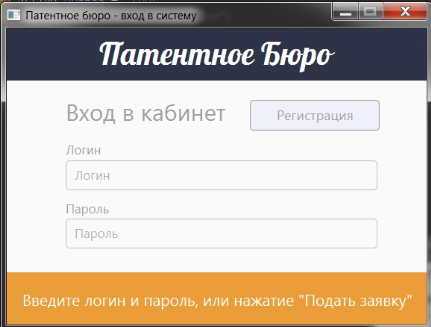 Патентное бюро - вход в систему
Патентное Бюро
Вход в кабинет
Регистрация
Логин
Логин
Пароль
Пароль
Введите логин и пароль, или нажатие "Подать заявку"